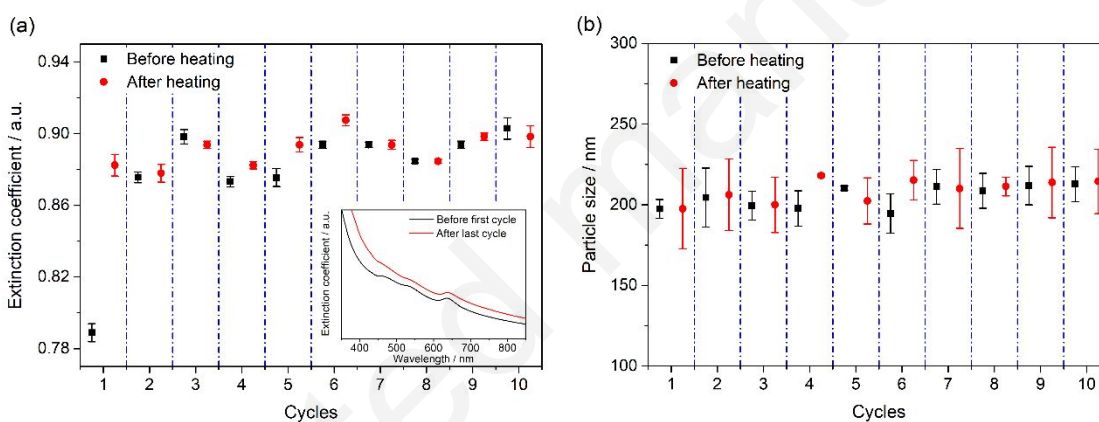 (a)
Before heating
After heating
0.94
0.90
0.86
0.82
0.78
Extinction coefficient / a.u.
1 2 3 4 5 6 7 8 9 10
Cycles
Before first cycle
After last cycle
Extinction coefficient / a.u.
400 500 600 700 800
Wavelength / nm
(b)
Before heating
After heating
300
250
200
150
100
Particle size / nm
1 2 3 4 5 6 7 8 9 10
Cycles